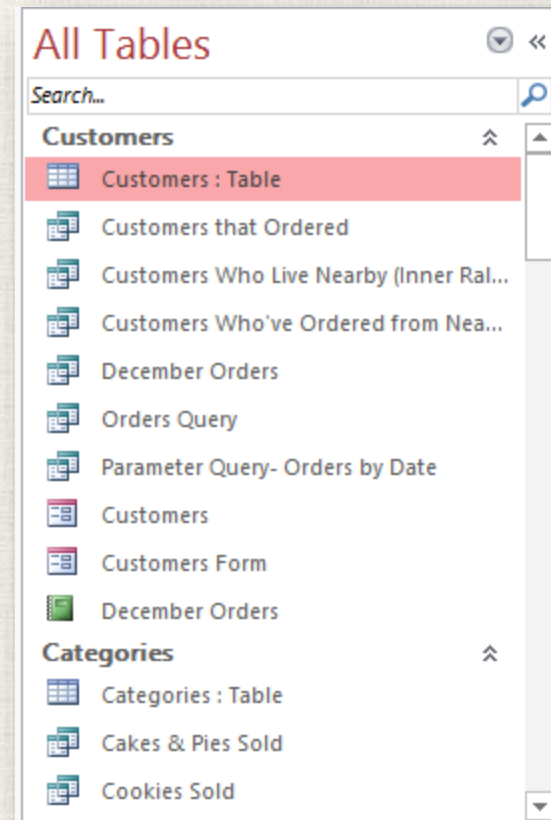 All Tables
Search...
Customers
Customers : Table
Customers that Ordered
Customers Who Live Nearby (Inner Ral...
Customers Who've Ordered from Nea...
December Orders
Orders Query
Parameter Query- Orders by Date
Customers
Customers Form
December Orders
Categories
Categories : Table
Cakes & Pies Sold
Cookies Sold